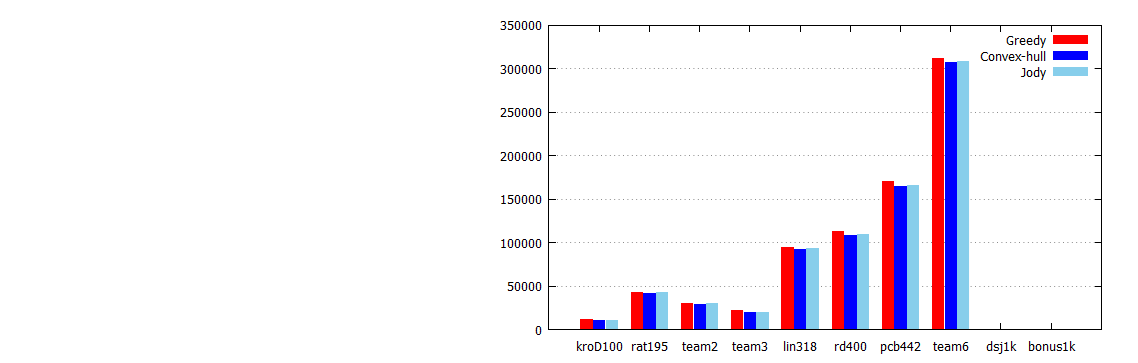 350000
300000
250000
200000
150000
100000
50000
0
Greedy
Convex-hull
Jody
kroD100 rat195 team2 team3 lin318 rd400 pcb442 team6 dsj1k bonus1k